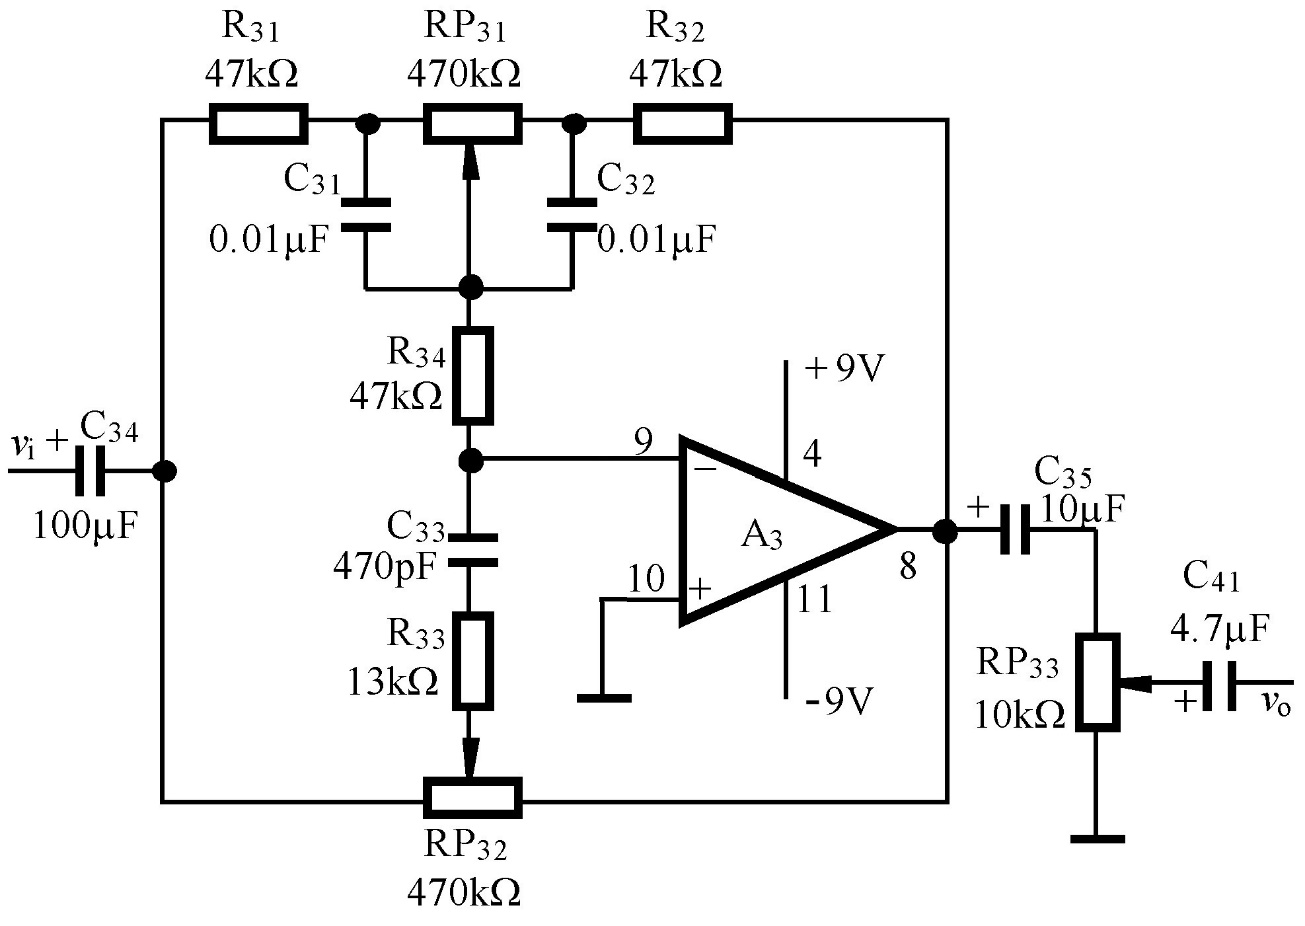 R31 RP31 R32
47kΩ 470kΩ 47kΩ
C31 C32
0.01μF 0.01μF
R34
47kΩ
+9V
vi + C34
100μF
9
−
4
C35
+ 10μF
C33
470pF
A3
8
10
+
11
C41
4.7μF
R33
13kΩ
RP33
10kΩ
-9V
+
vo
RP32
470kΩ